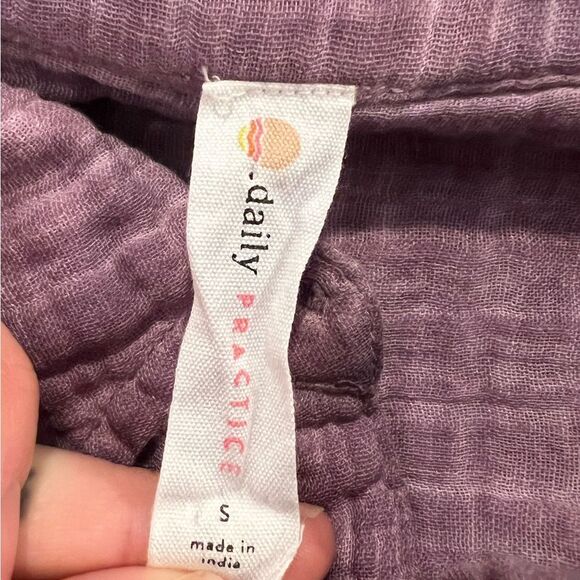 ..daily
PRACTICE
S
made in
india